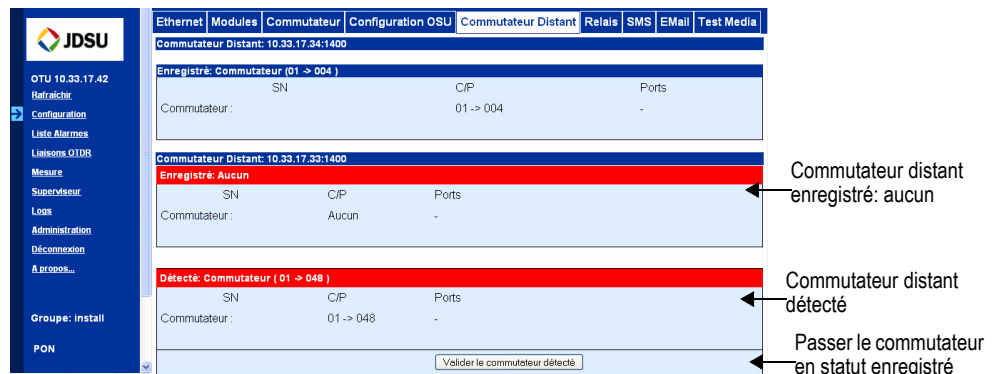 Ethernet Modules Commutateur Configuration OSU Commutateur Distant Relais SMS EMail Test Media
JDSU
OTU 10.33.17.42
Rafraîchir
Configuration
Liste Alarmes
Liaisons OTDR
Mesure
Superviseur
Logs
Administration
Déconnexion
A propos...
Groupe: install
PON
Commutateur Distant: 10.33.17.34:1400
Enregistré: Commutateur (01 -> 004 )
SN C/P Ports
Commutateur : 01 -> 004 -
Commutateur Distant: 10.33.17.33:1400
Enregistré: Aucun
SN C/P Ports
Commutateur : Aucun -
Détecté: Commutateur ( 01 -> 048 )
SN C/P Ports
Commutateur : 01 -> 048 -
Valider le commutateur détecté
Commutateur distant
enregistré: aucun
Commutateur distant
détecté
Passer le commutateur
en statut enregistré